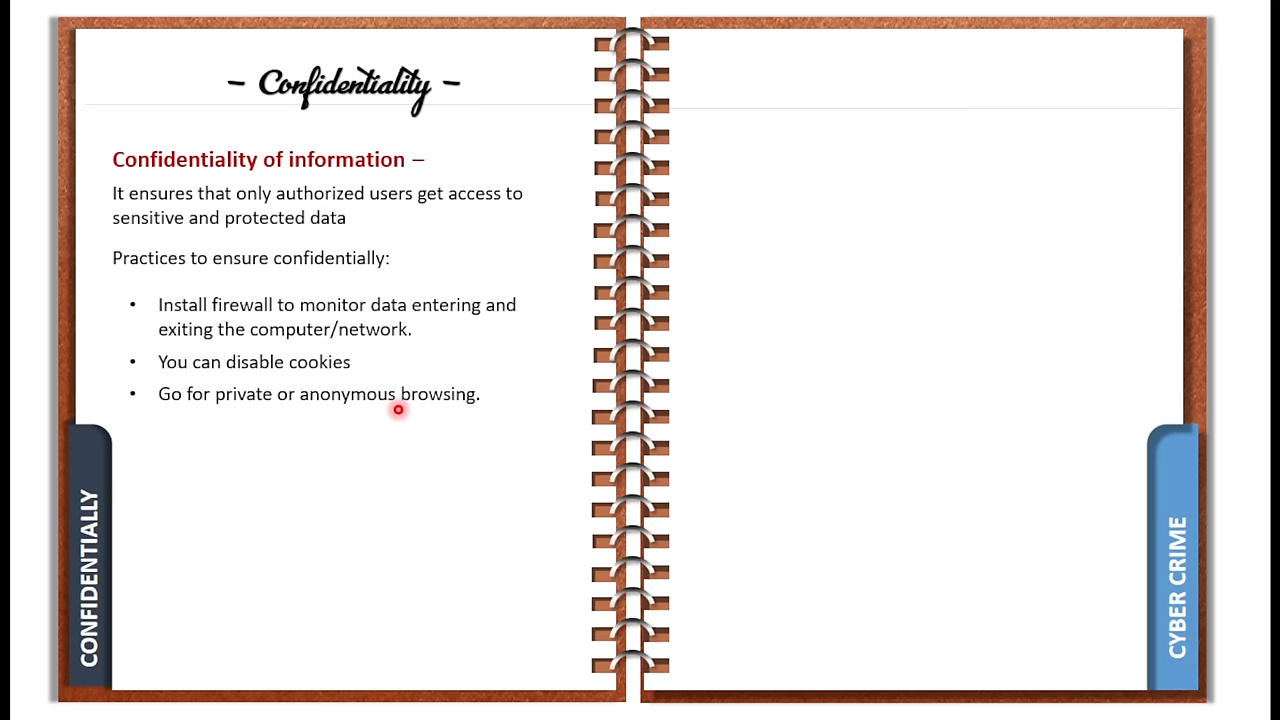 – Confidentiality –
Confidentiality of information –
It ensures that only authorized users get access to
sensitive and protected data
Practices to ensure confidentially:
• Install firewall to monitor data entering and
exiting the computer/network.
• You can disable cookies
• Go for private or anonymous browsing.
CONFIDENTIALLY
CYBER CRIME